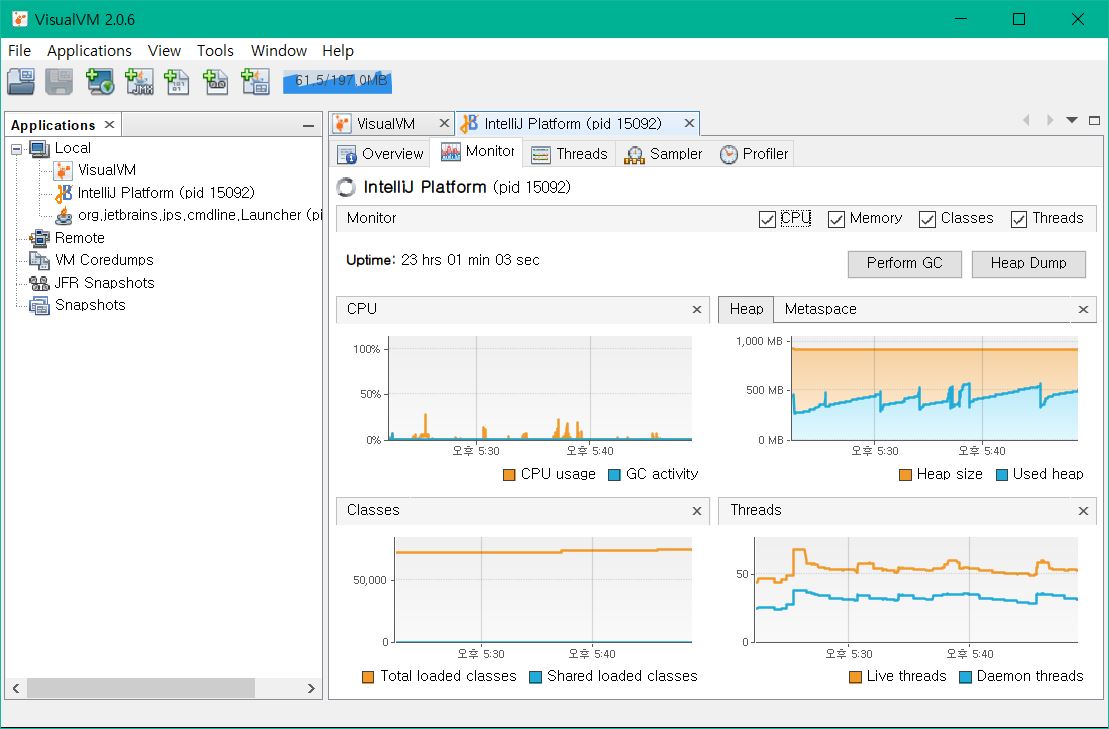 VisualVM 2.0.6
File Applications View Tools Window Help
61.5/197.0MB
Applications
Local
VisualVM
IntelliJ Platform (pid 15092)
org.jetbrains.jps.cmdline.Launcher (pi
Remote
VM Coredumps
JFR Snapshots
Snapshots
VisualVM IntelliJ Platform (pid 15092)
Overview Monitor Threads Sampler Profiler
IntelliJ Platform (pid 15092)
Monitor CPU Memory Classes Threads
Uptime: 23 hrs 01 min 03 sec
Perform GC Heap Dump
CPU
100%
50%
0%
오후 5:30 오후 5:40
CPU usage GC activity
Heap Metaspace
1,000 MB
500 MB
0 MB
오후 5:30 오후 5:40
Heap size Used heap
Classes
50,000
0
오후 5:30 오후 5:40
Total loaded classes Shared loaded classes
Threads
50
0
오후 5:30 오후 5:40
Live threads Daemon threads